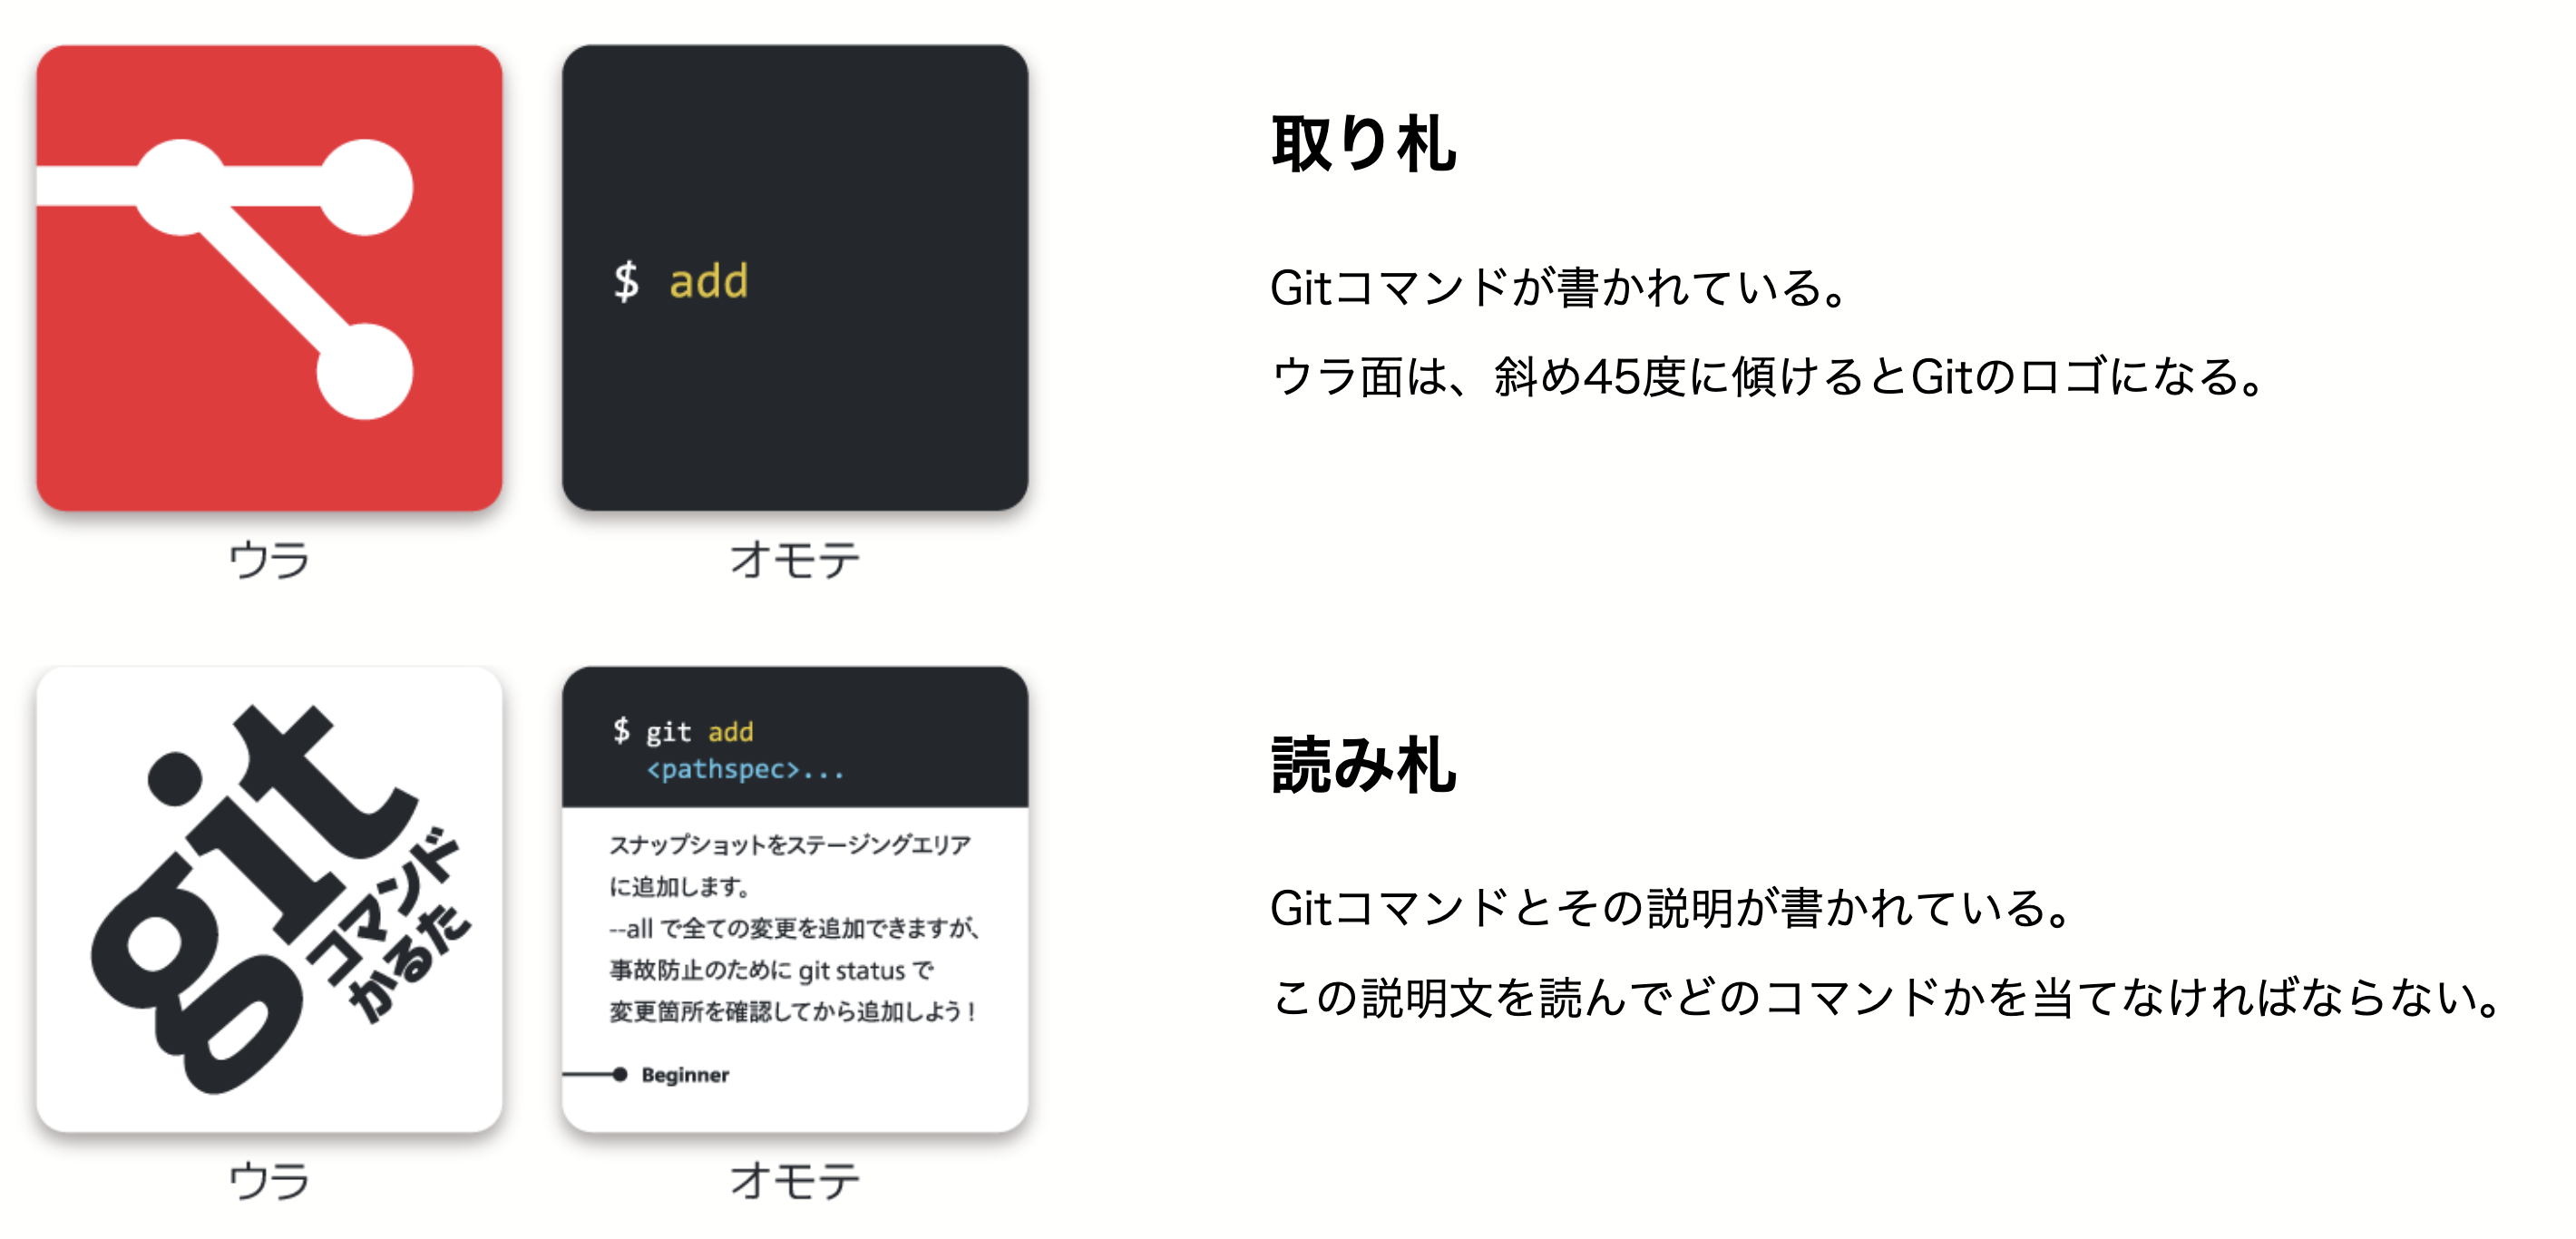 $ add
ウラ
オモテ
取り札
Gitコマンドが書かれている。
ウラ面は、斜め45度に傾けるとGitのロゴになる。
git
コマンド
かるた
ウラ
$ git add
<pathspec>...
スナップショットをステージングエリア
に追加します。
--all で全ての変更を追加できますが、
事故防止のために git status で
変更箇所を確認してから追加しよう！
Beginner
オモテ
読み札
Gitコマンドとその説明が書かれている。
この説明文を読んでどのコマンドかを当てなければならない。